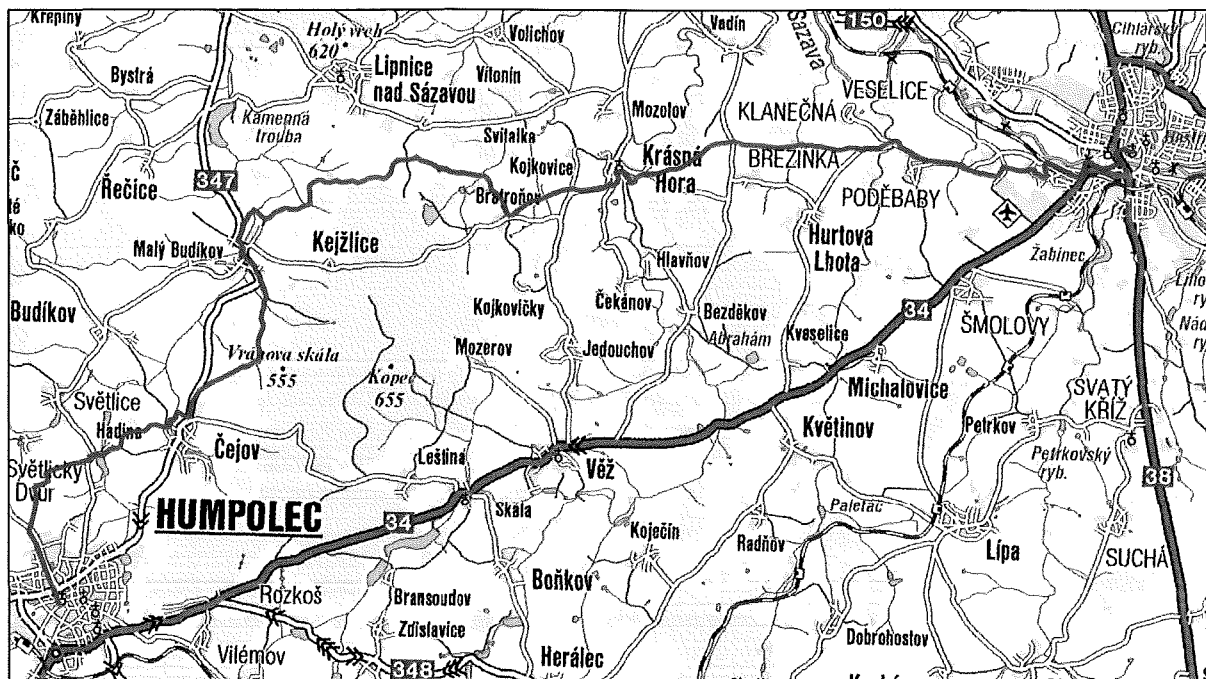 Křepiny
Holý vrch
620
Volichov
Vadín
Sázava
150
Cihlářský
ryb.
Bystrá
Lipnice
nad Sázavou
Vítonín
VESELICE
Záběhlice
Kamenná
trouba
Svitalka
Mozolov
KLANEČNÁ
347
Řečice
Kojkovice
Krásná
Hora
BŘEZINKA
Bratroňov
PODĚBABY
Malý Budíkov
Kejžlice
Hurtová
Lhota
Žabinec
Hlavňov
Budíkov
Kojkovičky
Čekánov
Bezděkov
Abrahám
34
ŠMOLOVY
Vránova skála
555
Mozerov
Jedouchov
Kveselice
Kopec
655
Michalovice
Světlice
Hadina
SVATÝ
KŘÍŽ
Čejov
Leština
Věž
Květinov
Petrkov
Petrkovský
ryb.
Světlický
Dvůr
38
HUMPOLEC
34
Skála
Paletác
Koječín
Radňov
Lípa
SUCHÁ
Rozkoš
Bransoudov
Boňkov
Zdislavice
Dobrohostov
Vilémov
348
Herálec